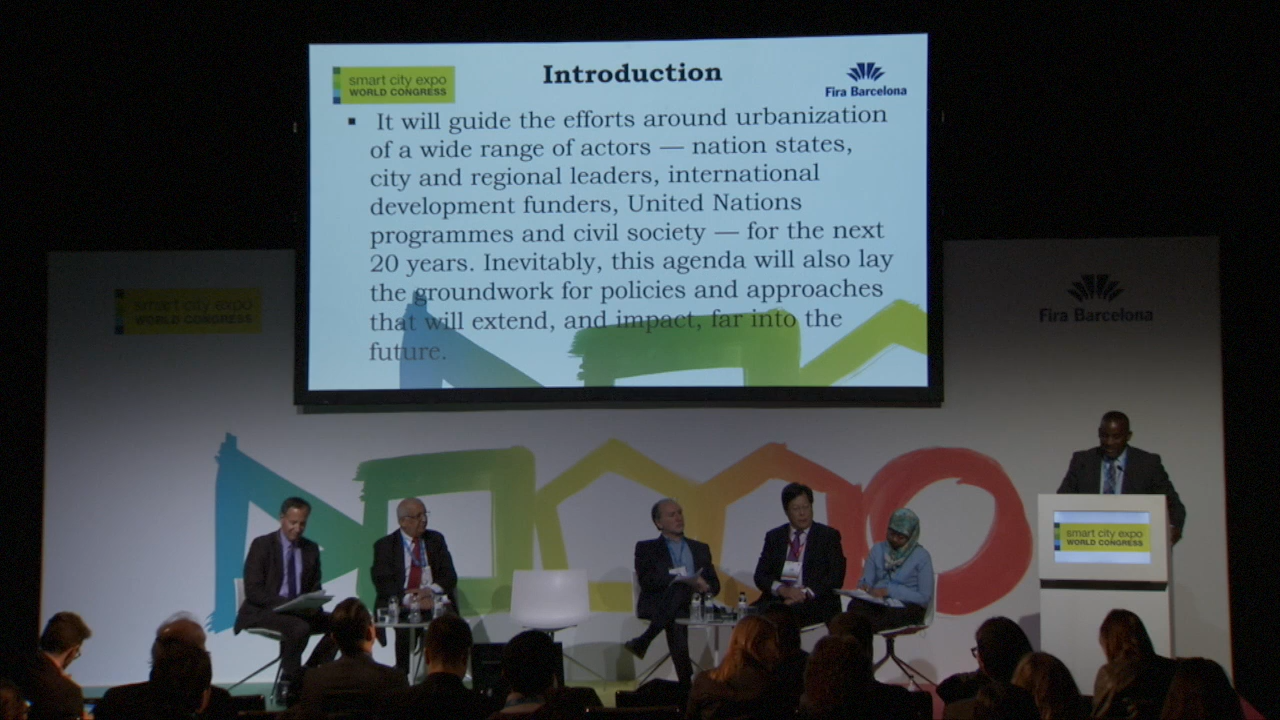 smart city expo
WORLD CONGRESS
Introduction
Fira Barcelona
▪ It will guide the efforts around urbanization
of a wide range of actors — nation states,
city and regional leaders, international
development funders, United Nations
programmes and civil society — for the next
20 years. Inevitably, this agenda will also lay
the groundwork for policies and approaches
that will extend, and impact, far into the
future.
smart city expo
WORLD CONGRESS
Fira Barcelona
smart city expo
WORLD CONGRESS